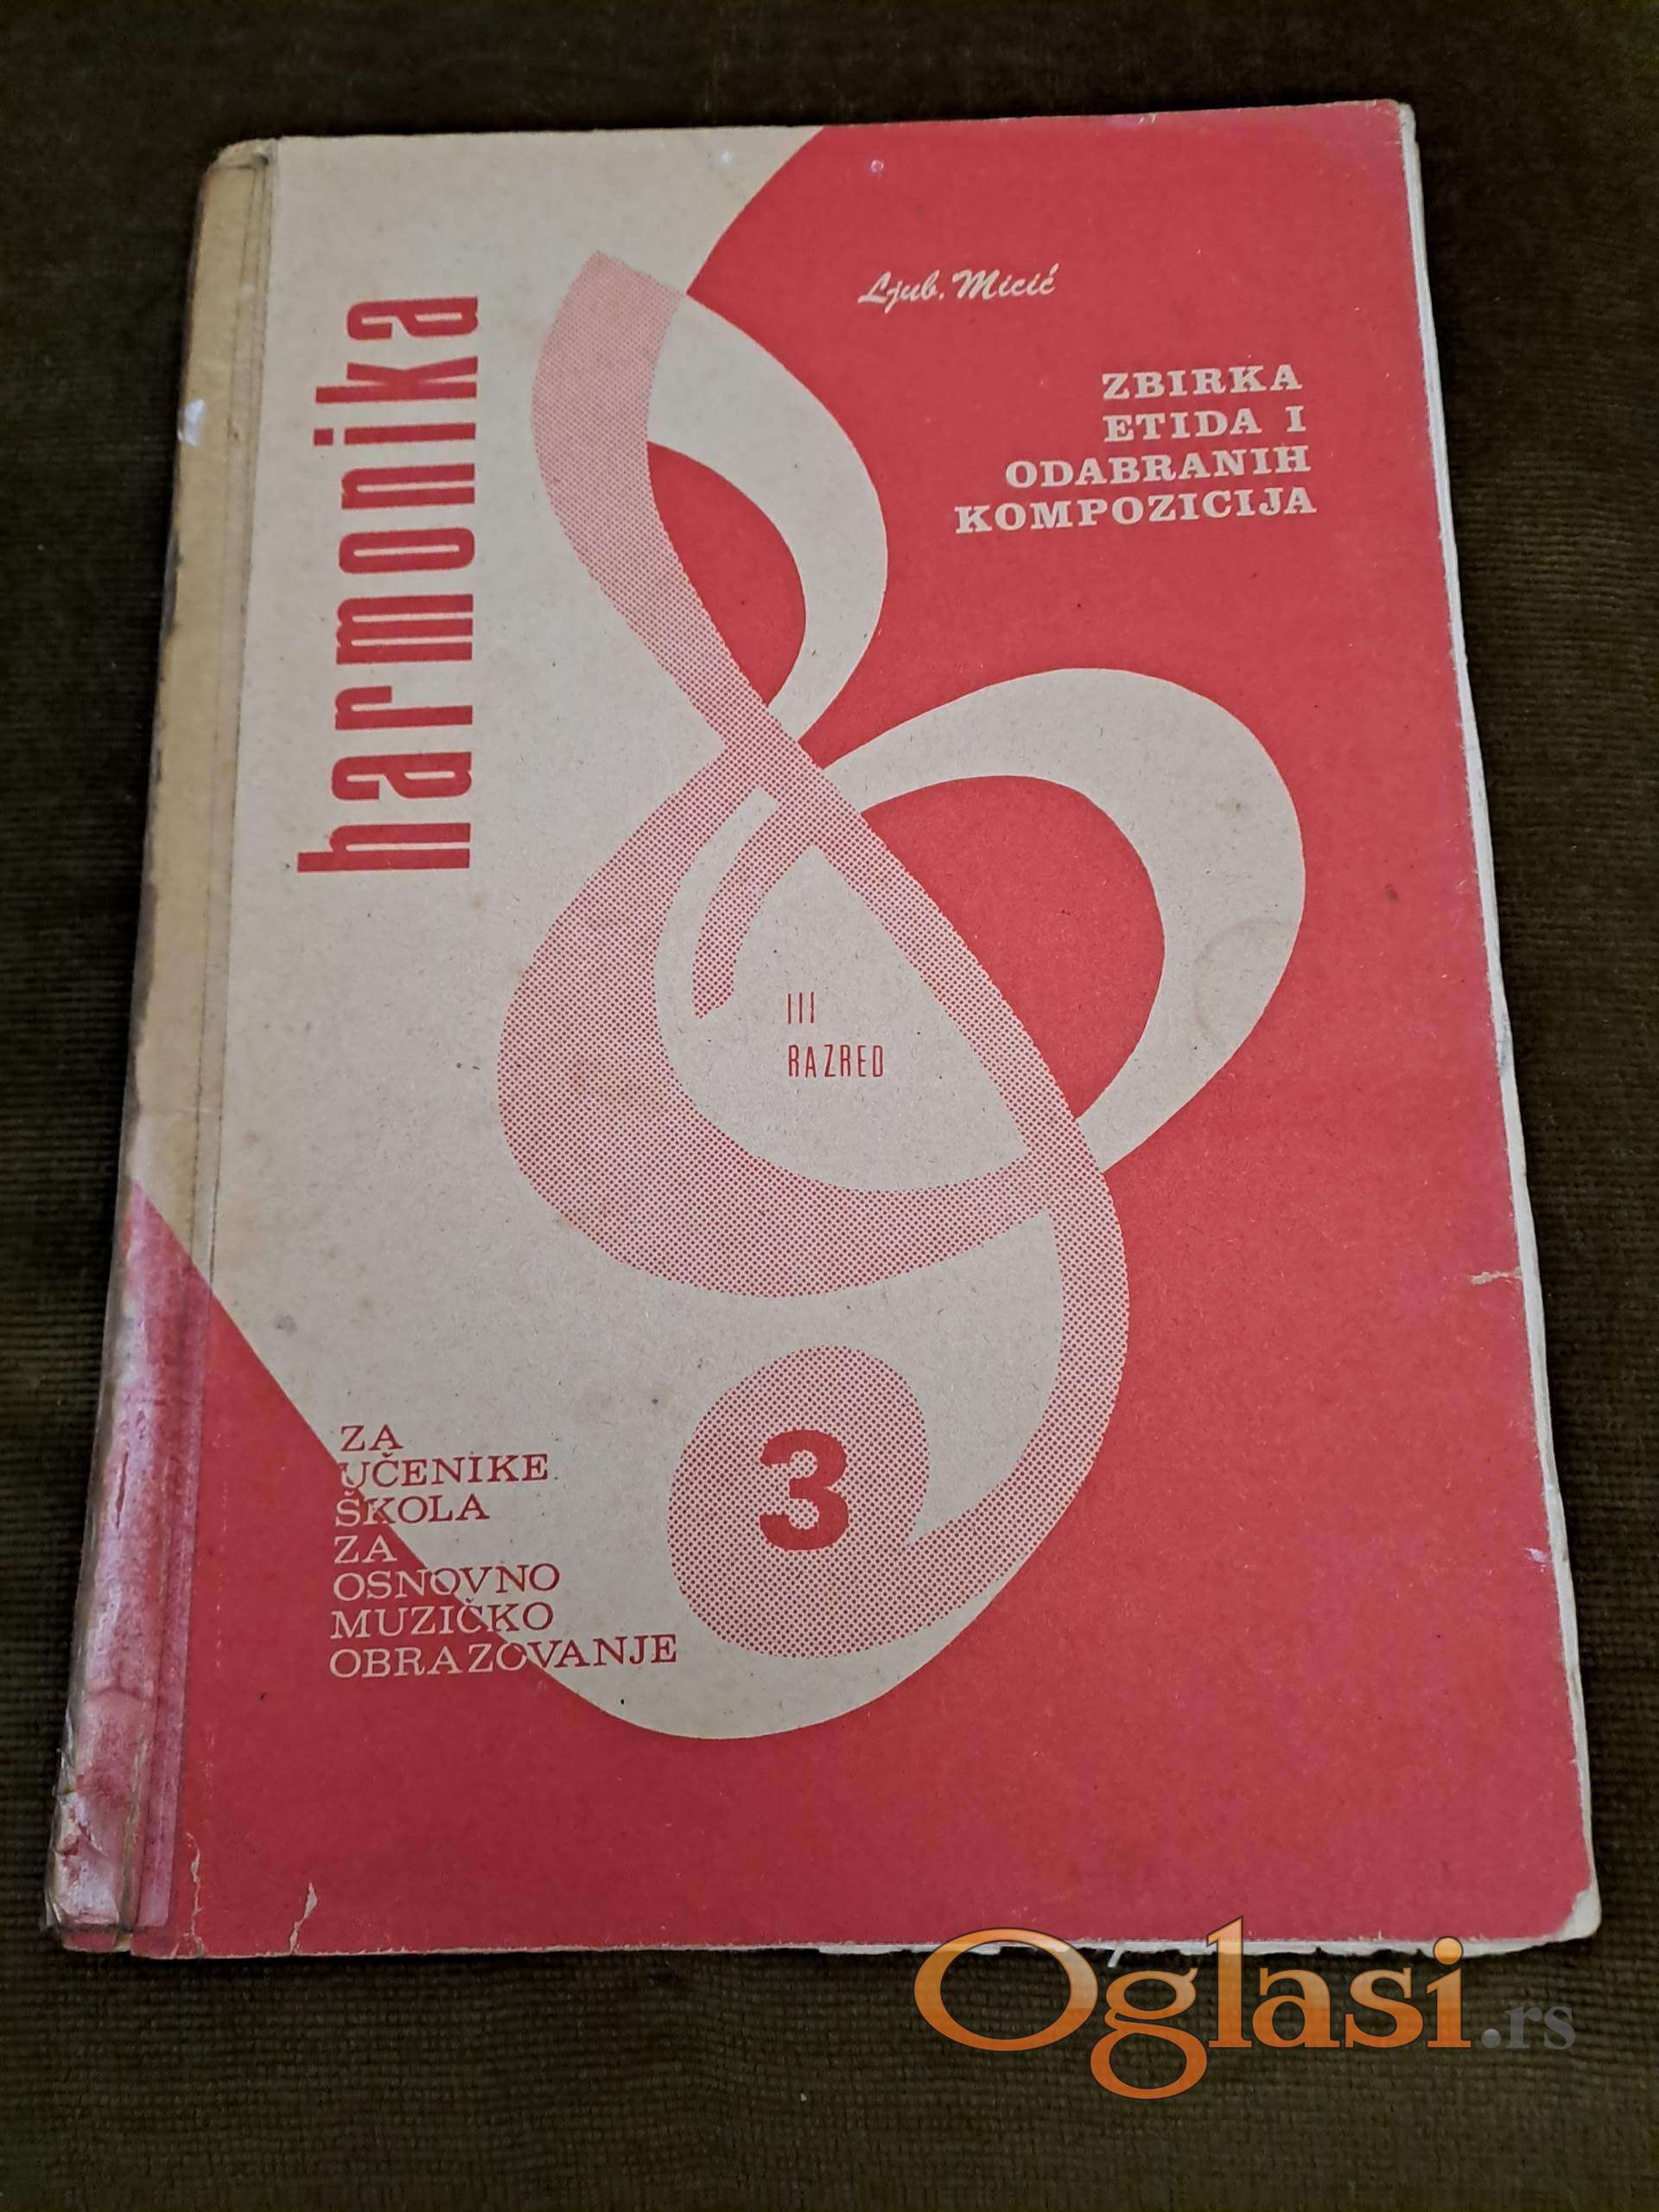 harmonika
Ljub. Micić
ZBIRKA
ETIDA I
ODABRANIH
KOMPOZICIJA
III
RAZRED
3
ZA
UČENIKE
ŠKOLA
ZA
OSNOVNO
MUZIČKO
OBRAZOVANJE
Oglasi.rs